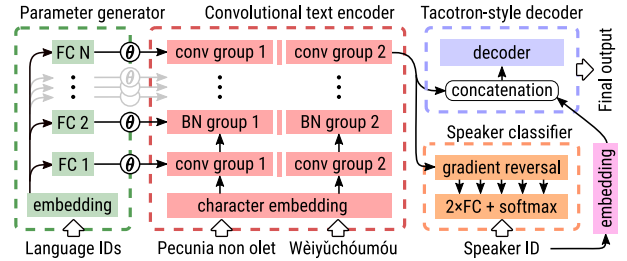 Parameter generator
Convolutional text encoder
Tacotron-style decoder
FC N
θ
conv group 1
conv group 2
decoder
concatenation
Final output
θ
FC 2
θ
BN group 1
BN group 2
Speaker classifier
FC 1
θ
conv group 1
conv group 2
gradient reversal
embedding
character embedding
2×FC + softmax
embedding
Language IDs
Pecunia non olet
Wèiyǔchóumóu
Speaker ID